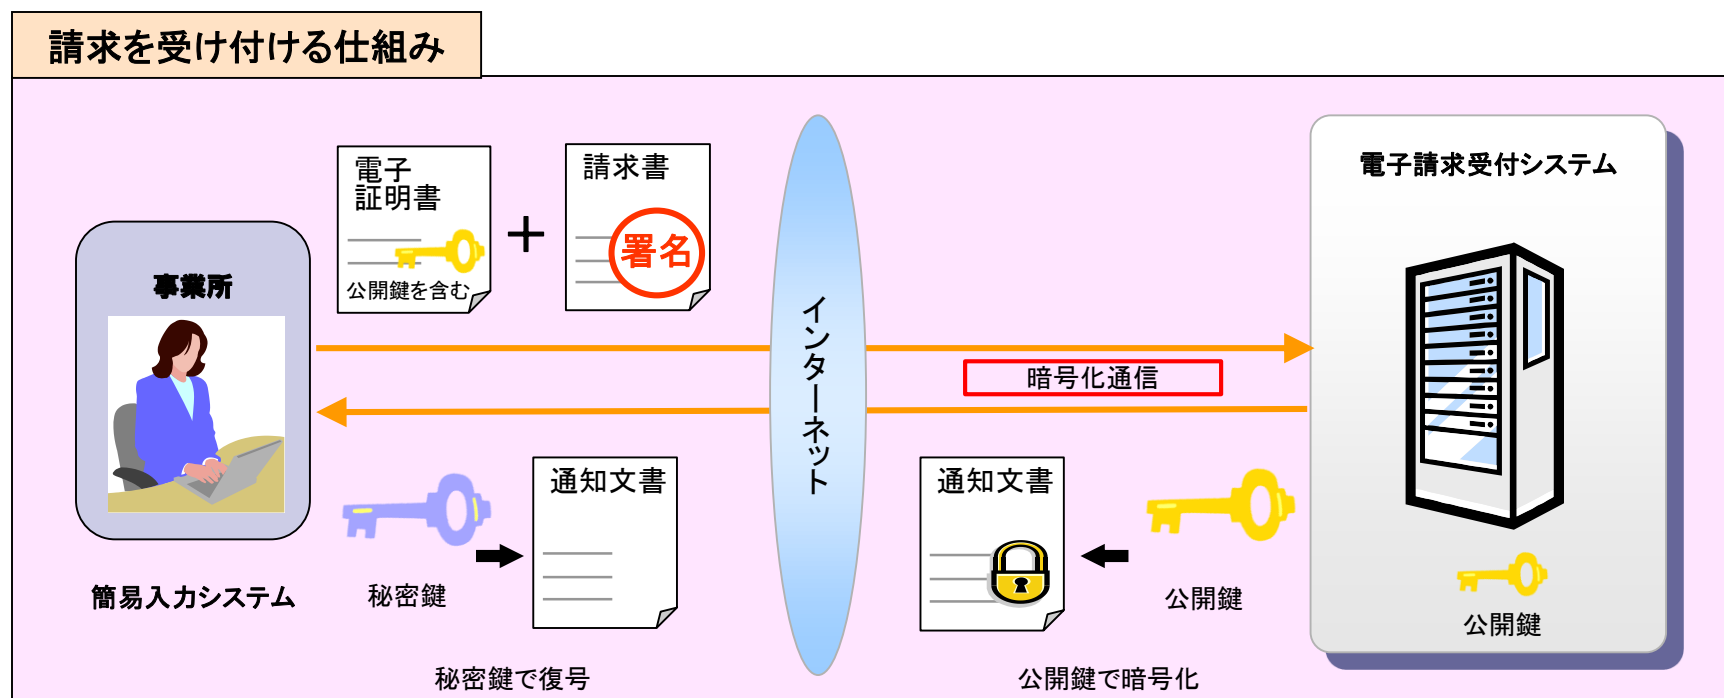 請求を受け付ける仕組み
電子
証明書
公開鍵を含む
＋
請求書
署名
事業所
簡易入力システム
インターネット
電子請求受付システム
暗号化通信
秘密鍵
通知文書
秘密鍵で復号
通知文書
公開鍵
公開鍵で暗号化
公開鍵